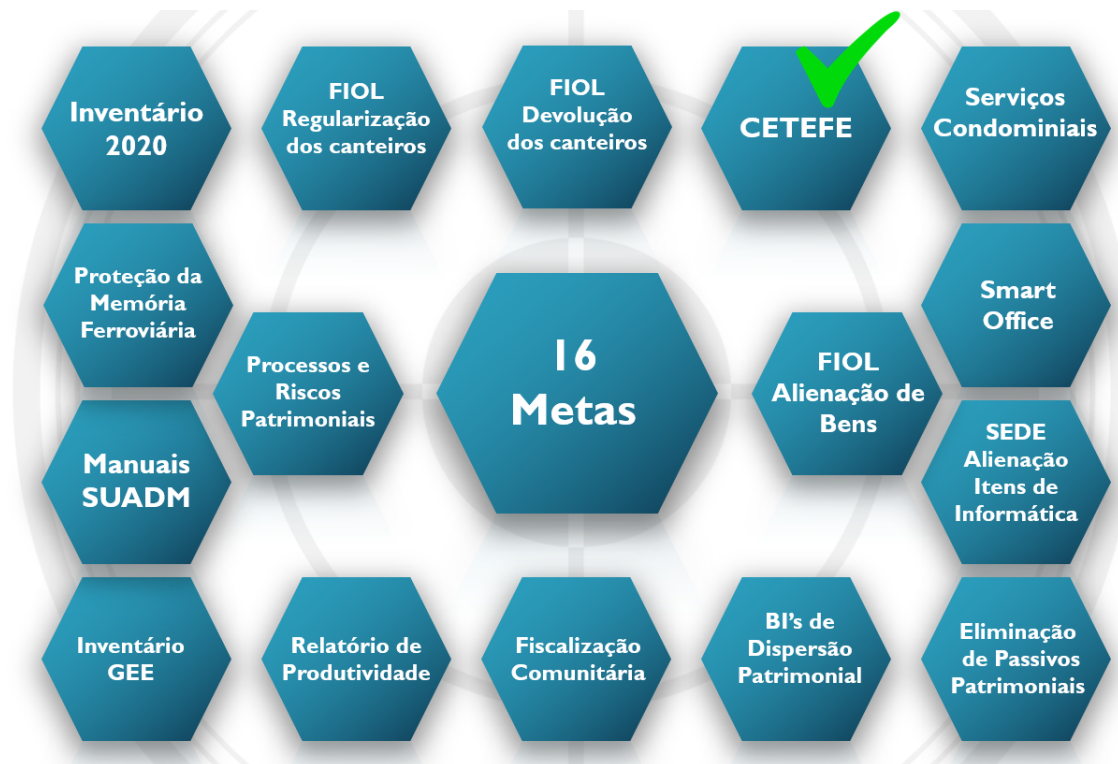 Inventário
2020
FIOL
Regularização
dos canteiros
FIOL
Devolução
dos canteiros
CETEFE
Serviços
Condominiais
Proteção da
Memória
Ferroviária
Processos e
Riscos
Patrimoniais
16
Metas
FIOL
Alienação de
Bens
Smart
Office
Manuais
SUADM
SEDE
Alienação
Itens de
Informática
Inventário
GEE
Relatório de
Produtividade
Fiscalização
Comunitária
BI's de
Dispersão
Patrimonial
Eliminação
de Passivos
Patrimoniais